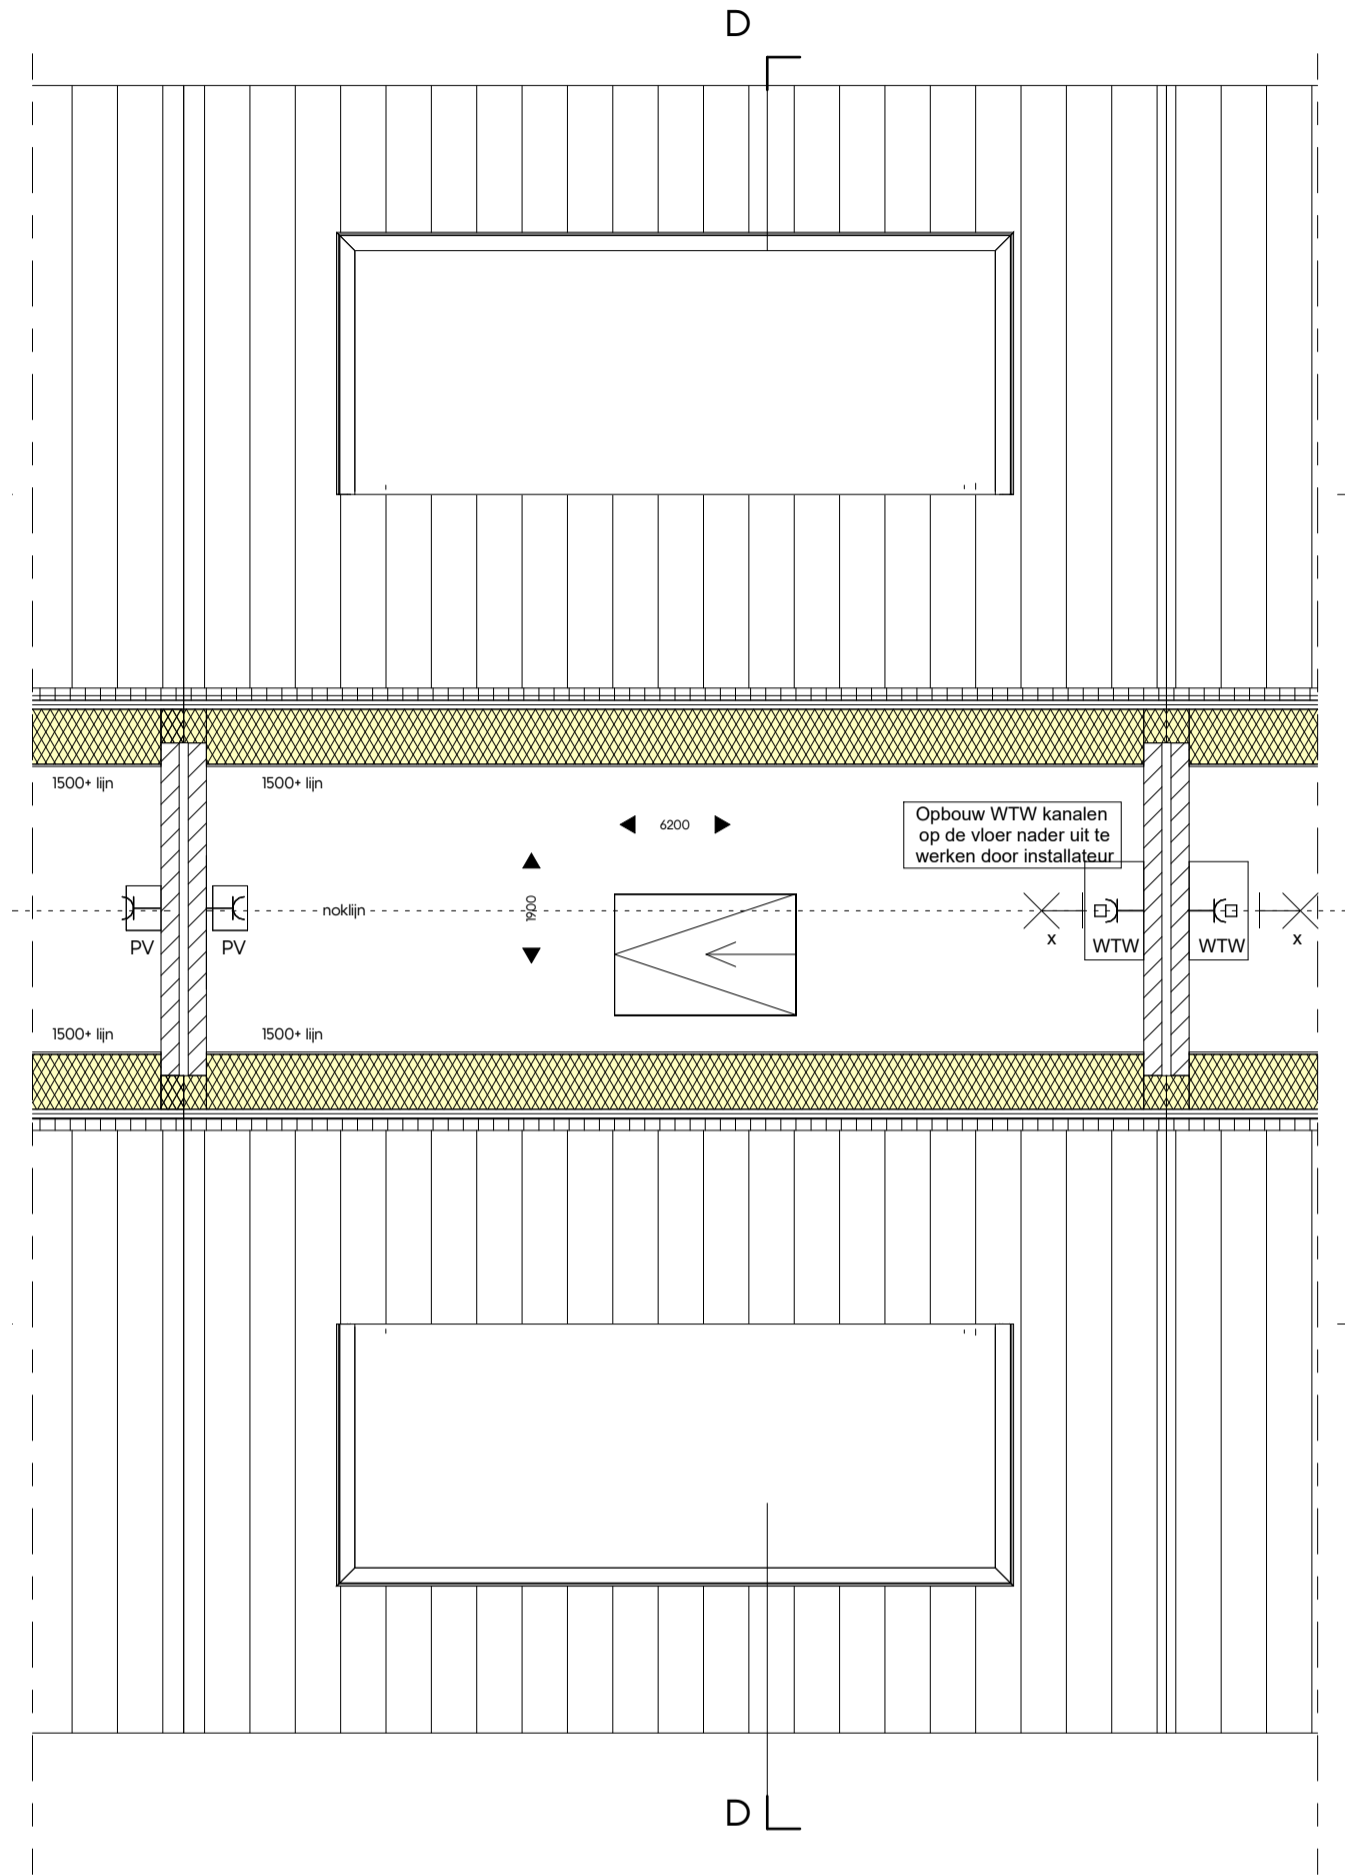 D
1500+ lijn
1500+ lijn
6200
Opbouw WTW kanalen
op de vloer nader uit te
werken door installateur
1900
noklijn
PV
PV
x
WTW
WTW
x
1500+ lijn
1500+ lijn
D